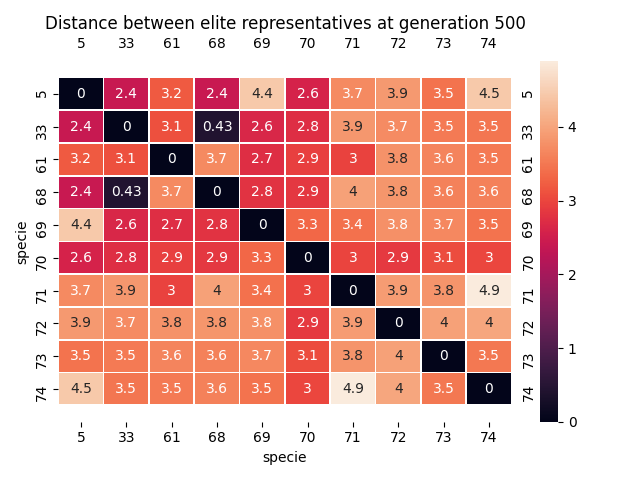 Distance between elite representatives at generation 500
5 33 61 68 69 70 71 72 73 74
5 0 2.4 3.2 2.4 4.4 2.6 3.7 3.9 3.5 4.5 5
33 2.4 0 3.1 0.43 2.6 2.8 3.9 3.7 3.5 3.5 33
61 3.2 3.1 0 3.7 2.7 2.9 3 3.8 3.6 3.5 61
68 2.4 0.43 3.7 0 2.8 2.9 4 3.8 3.6 3.6 68
69 4.4 2.6 2.7 2.8 0 3.3 3.4 3.8 3.7 3.5 69
70 2.6 2.8 2.9 2.9 3.3 0 3 2.9 3.1 3 70
71 3.7 3.9 3 4 3.4 3 0 3.9 3.8 4.9 71
72 3.9 3.7 3.8 3.8 3.8 2.9 3.9 0 4 4 72
73 3.5 3.5 3.6 3.6 3.7 3.1 3.8 4 0 3.5 73
74 4.5 3.5 3.5 3.6 3.5 3 4.9 4 3.5 0 74
5 33 61 68 69 70 71 72 73 74
specie
specie
4
3
2
1
0